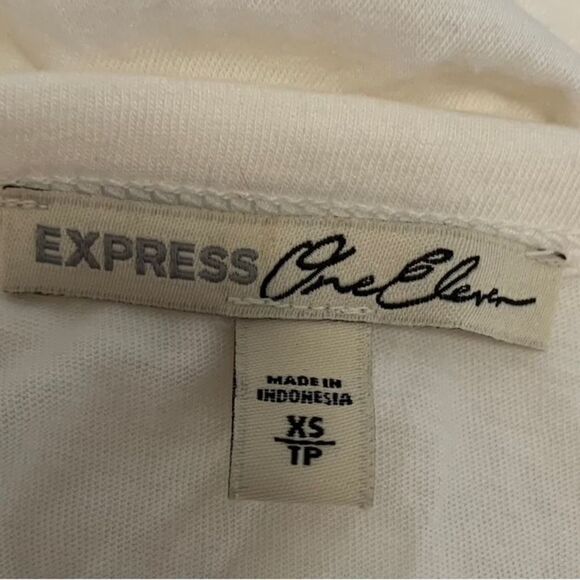 EXPRESS One Eleven
MADE IN
INDONESIA
XS
TP